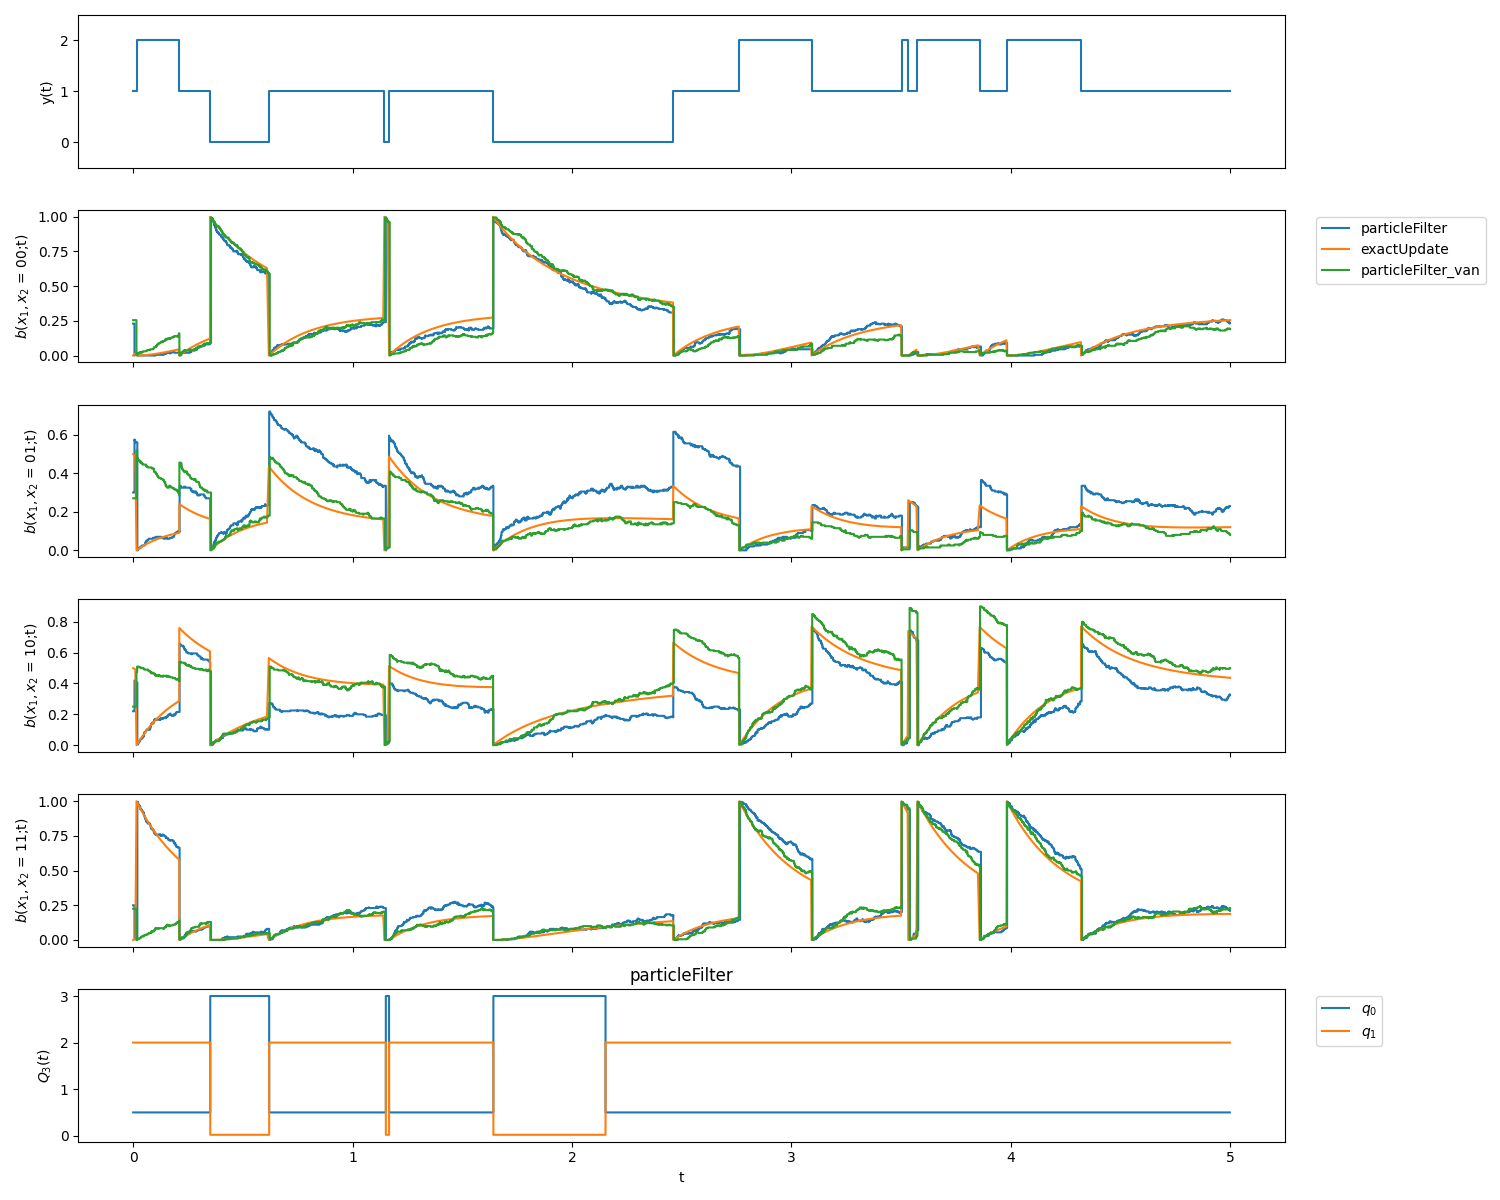 y(t)
2
1
0
b(x₁, x₂ = 00;t)
1.00
0.75
0.50
0.25
0.00
particleFilter
exactUpdate
particleFilter_van
b(x₁, x₂ = 01;t)
0.6
0.4
0.2
0.0
b(x₁, x₂ = 10;t)
0.8
0.6
0.4
0.2
0.0
b(x₁, x₂ = 11;t)
1.00
0.75
0.50
0.25
0.00
particleFilter
Q₃(t)
3
2
1
0
q₀
q₁
0 1 2 3 4 5
t